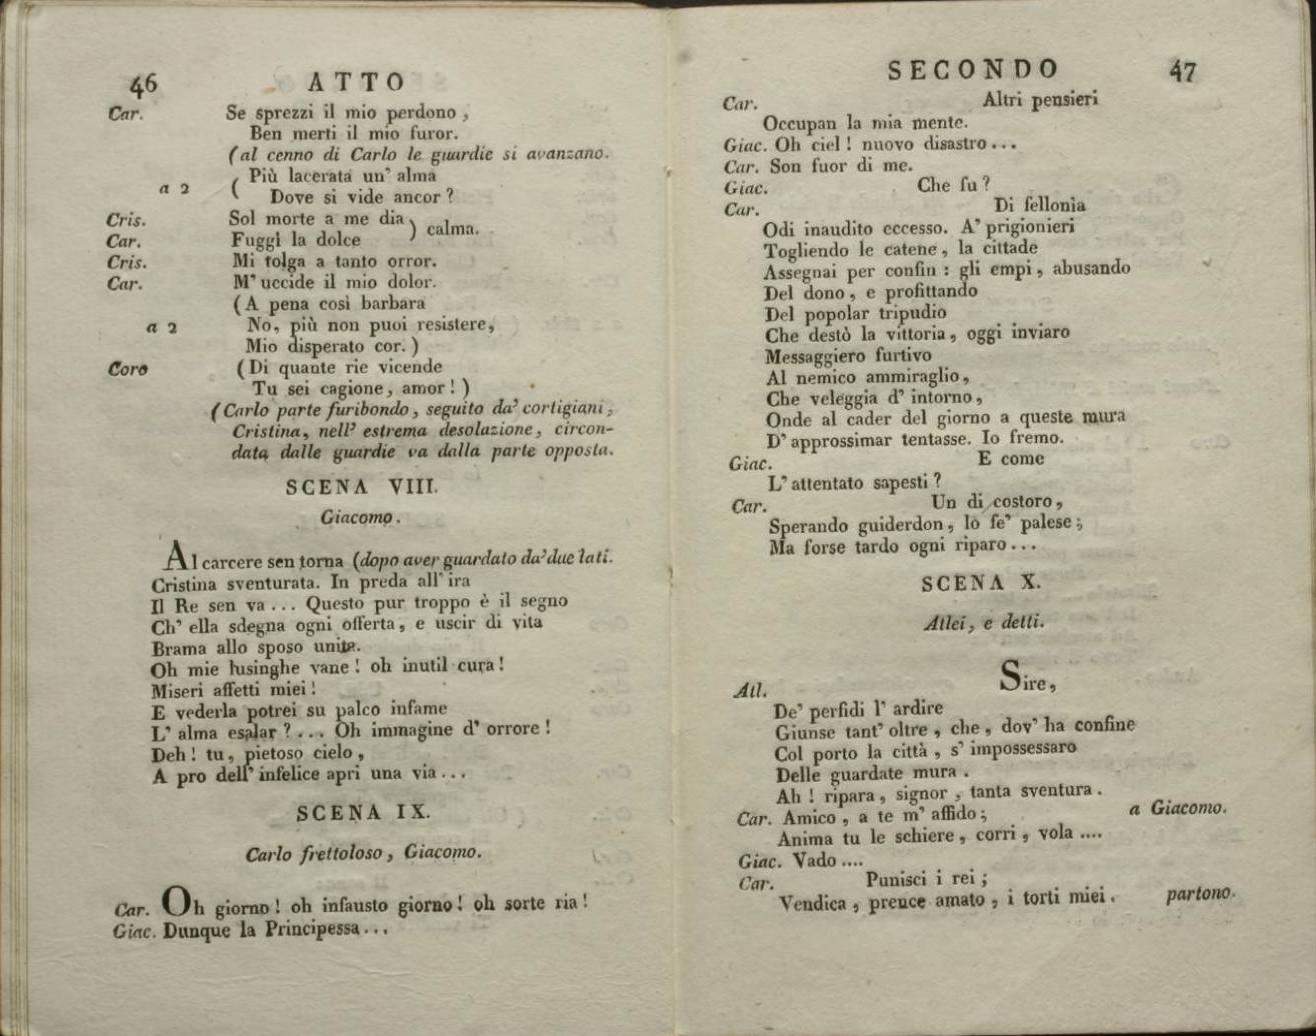 46 ATTO
Car. Se sprezzi il mio perdono ,
Ben merti il mio furor.
(al cenno di Carlo le guardie si avanzano.
( Più lacerata un' alma
a 2
Dove si vide ancor ?
Cris. Sol morte a me dia
) calma.
Car. Fuggì la dolce
Cris. Mi tolga a tanto orror.
Car. M' uccide il mio dolor.
(A pena così barbara
a 2 No, più non puoi resistere,
Mio disperato cor. )
Coro (Di quante rie vicende
Tu sei cagione, amor ! )
(Carlo parte furibondo, seguito da' cortigiani,
Cristina, nell' estrema desolazione, circon-
data dalle guardie va dalla parte opposta.
SCENA VIII.
Giacomo.
Al carcere sen torna (dopo aver guardato da' due lati.
Cristina sventurata. In preda all' ira
Il Re sen va... Questo pur troppo è il segno
Ch' ella sdegna ogni offerta, e uscir di vita
Brama allo sposo unita.
Oh mie lusinghe vane ! oh inutil cura !
Miseri affetti miei !
E vederla potrei su palco infame
L' alma esalar ?... Oh immagine d' orrore !
Deh ! tu, pietoso cielo ,
A pro dell' infelice apri una via...
SCENA IX.
Carlo frettoloso, Giacomo.
Car. Oh giorno ! oh infausto giorno ! oh sorte ria !
Giac. Dunque la Principessa...
SECONDO 47
Car. Altri pensieri
Occupan la mia mente.
Giac. Oh ciel ! nuovo disastro...
Car. Son fuor di me.
Giac. Che fu ?
Car. Di fellonia
Odi inaudito eccesso. A' prigionieri
Togliendo le catene, la cittade
Assegnai per confin : gli empi, abusando
Del dono, e profittando
Del popolar tripudio
Che destò la vittoria, oggi inviaro
Messaggiero furtivo
Al nemico ammiraglio,
Che veleggia d' intorno,
Onde al cader del giorno a queste mura
D' approssimar tentasse. Io fremo.
Giac. E come
L' attentato sapesti ?
Car. Un di costoro,
Sperando guiderdon, lo fe' palese ;
Ma forse tardo ogni riparo...
SCENA X.
Atlei, e detti.
Atl. Sire,
De' perfidi l' ardire
Giunse tant' oltre, che, dov' ha confine
Col porto la città, s' impossessaro
Delle guardate mura .
Ah ! ripara, signor, tanta sventura .
Car. Amico, a te m' affido ; a Giacomo.
Anima tu le schiere, corri, vola ....
Giac. Vado ....
Car. Punisci i rei ;
Vendica, prence amato, i torti miei . partono.